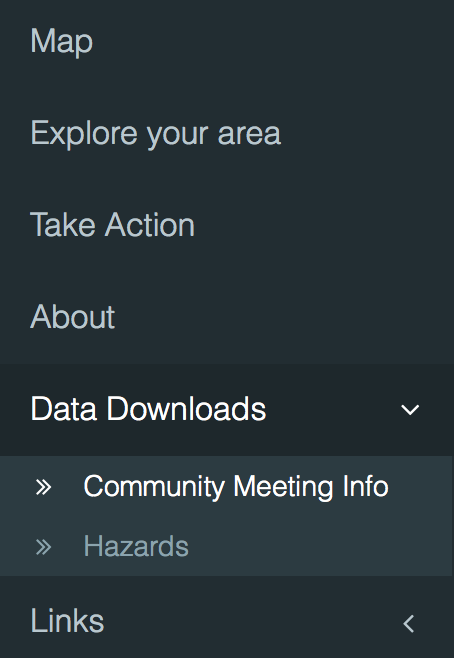 Map
Explore your area
Take Action
About
Data Downloads
Community Meeting Info
Hazards
Links